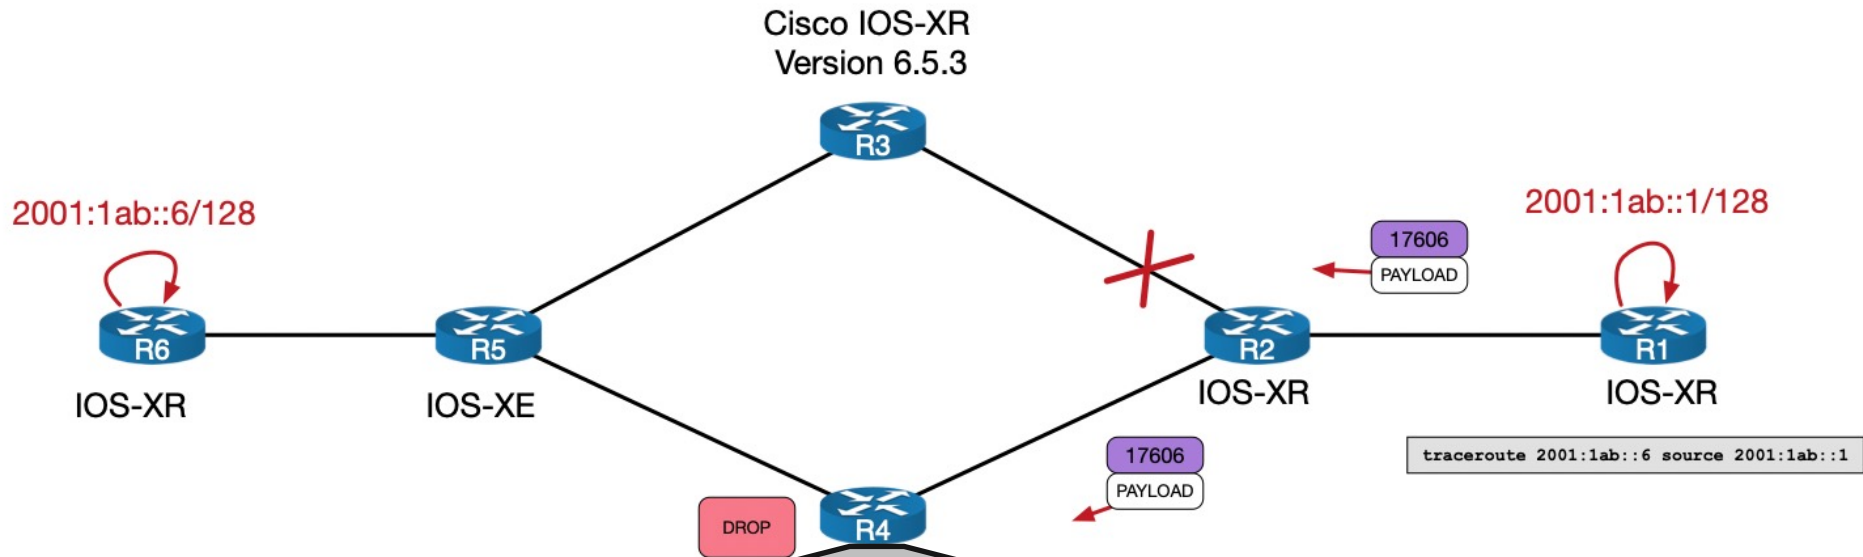 Cisco IOS-XR
Version 6.5.3
R3
2001:1ab::6/128
2001:1ab::1/128
17606
PAYLOAD
R6
R5
R2
R1
IOS-XR
IOS-XE
IOS-XR
IOS-XR
17606
PAYLOAD
traceroute 2001:1ab::6 source 2001:1ab::1
DROP
R4